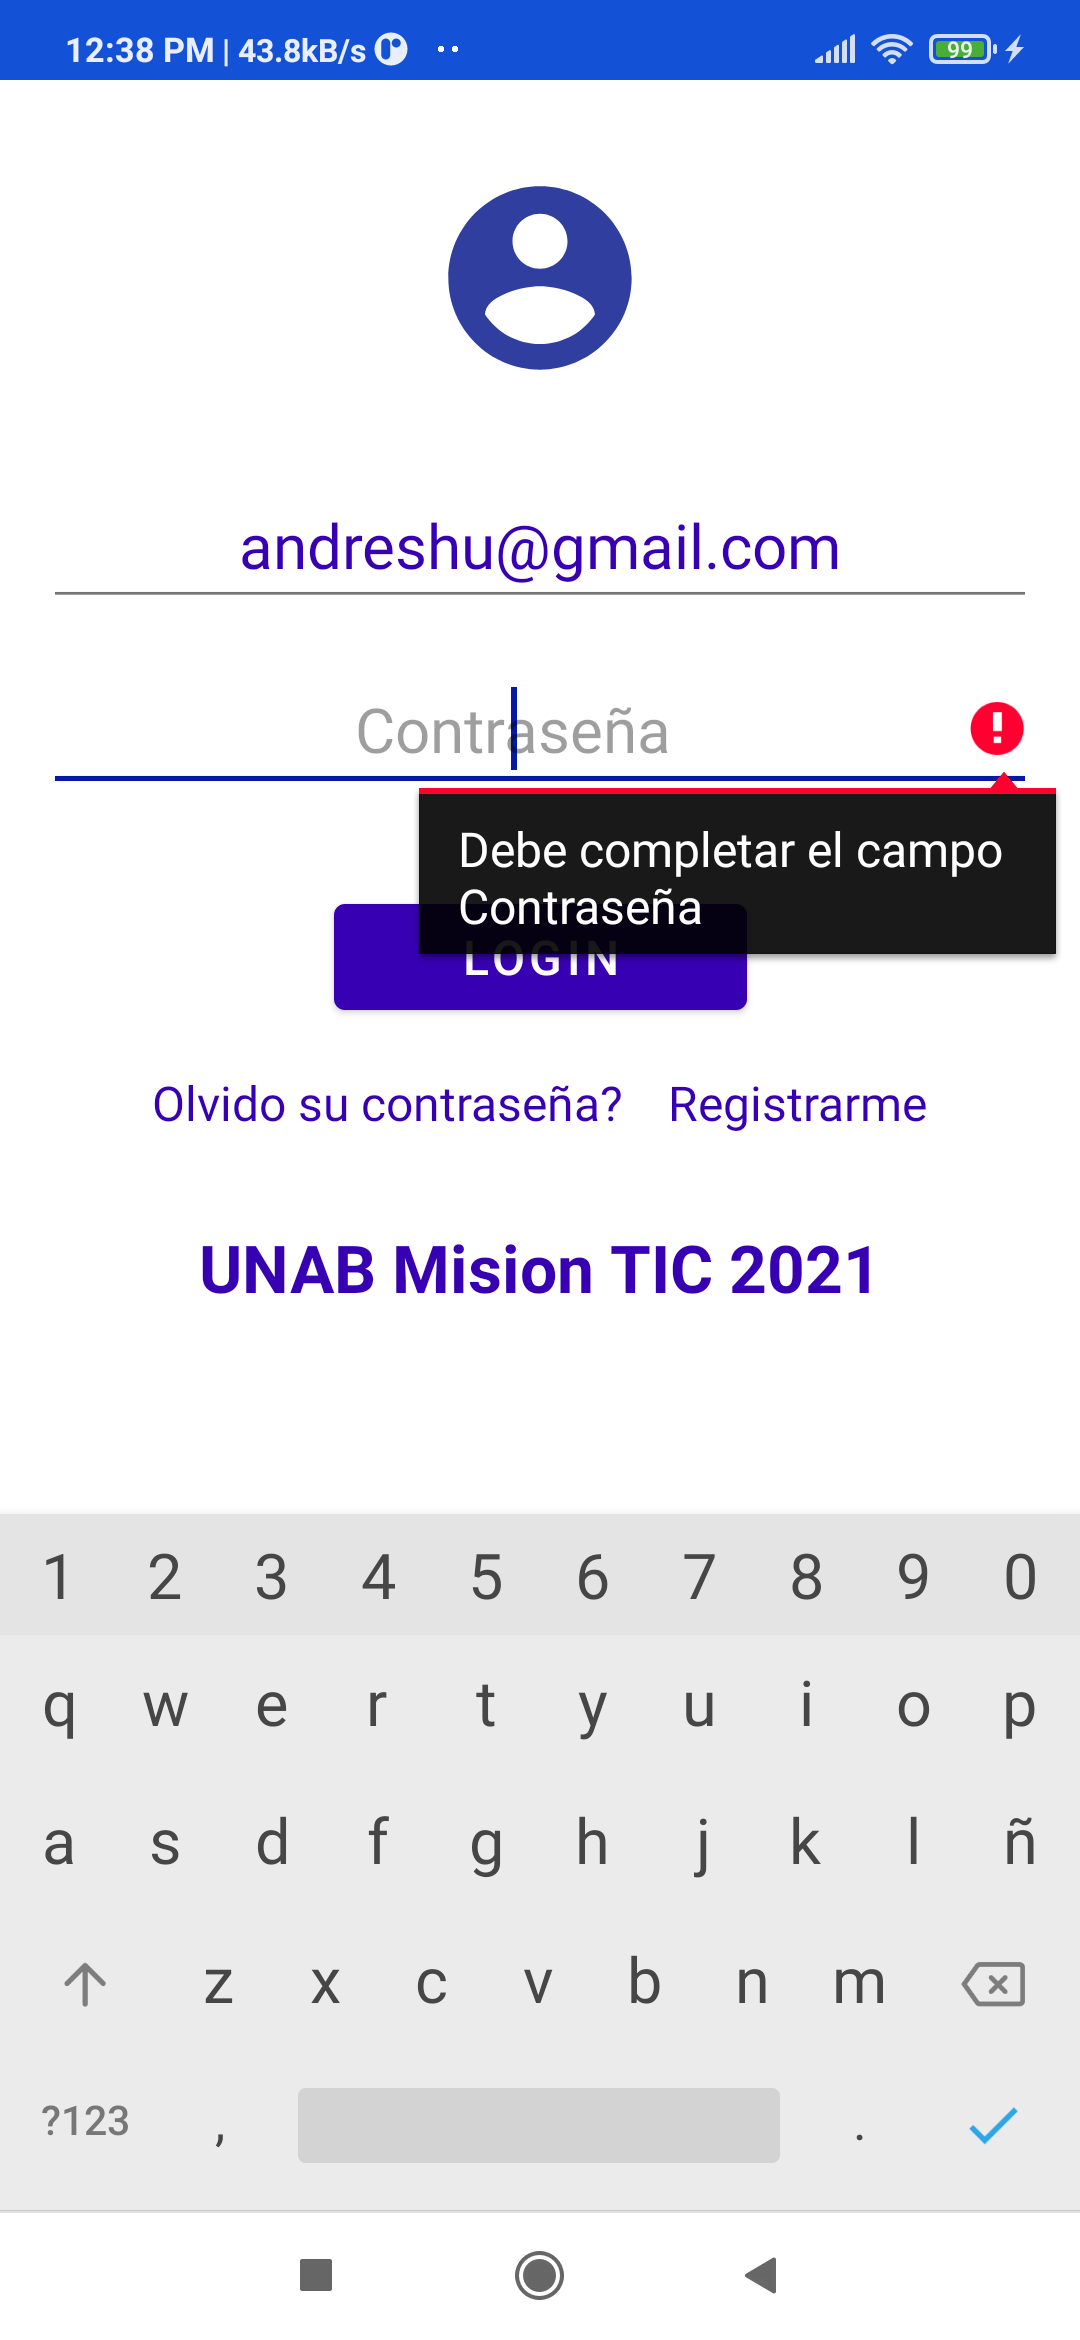 12:38 PM | 43.8kB/s
99
andreshu@gmail.com
Contraseña
Debe completar el campo
Contraseña
LOGIN
Olvido su contraseña? Registrarme
UNAB Mision TIC 2021
1 2 3 4 5 6 7 8 9 0
q w e r t y u i o p
a s d f g h j k l ñ
z x c v b n m
?123 , .